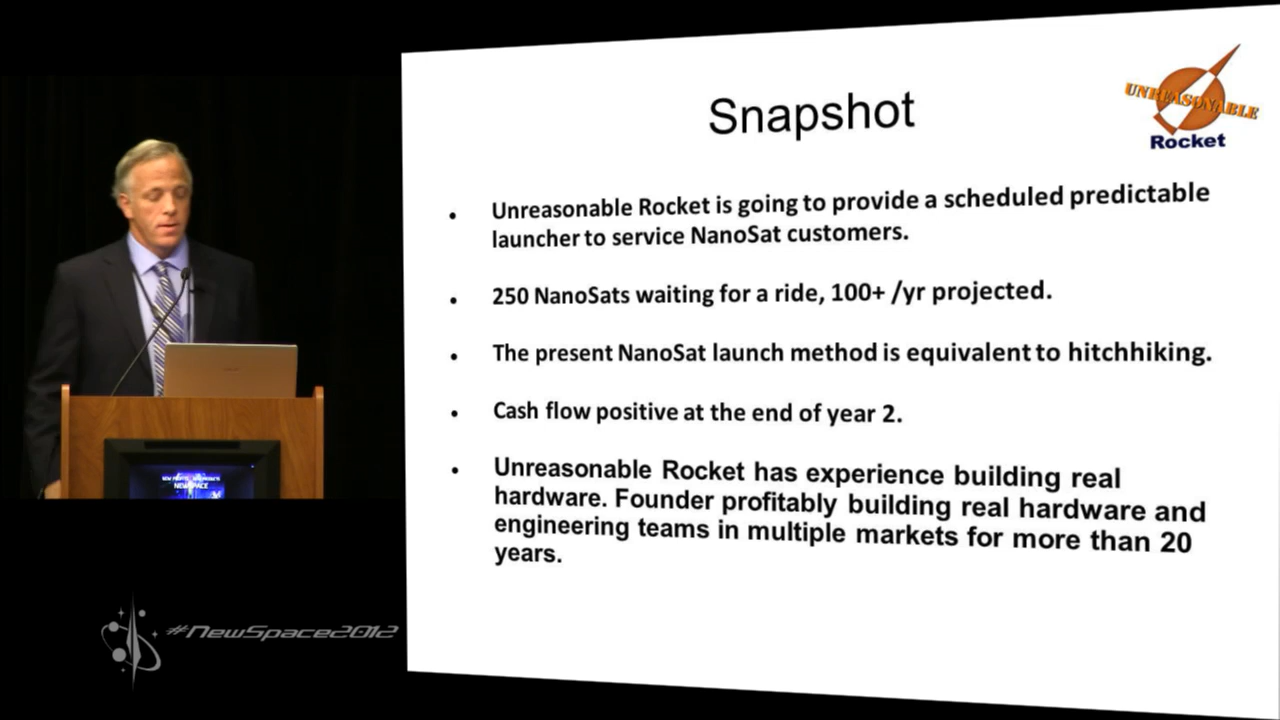 Snapshot
UNREASONABLE
Rocket
• Unreasonable Rocket is going to provide a scheduled predictable
launcher to service NanoSat customers.
• 250 NanoSats waiting for a ride, 100+ /yr projected.
• The present NanoSat launch method is equivalent to hitchhiking.
• Cash flow positive at the end of year 2.
• Unreasonable Rocket has experience building real
hardware. Founder profitably building real hardware and
engineering teams in multiple markets for more than 20
years.
NEWSPACE
#NewSpace2012